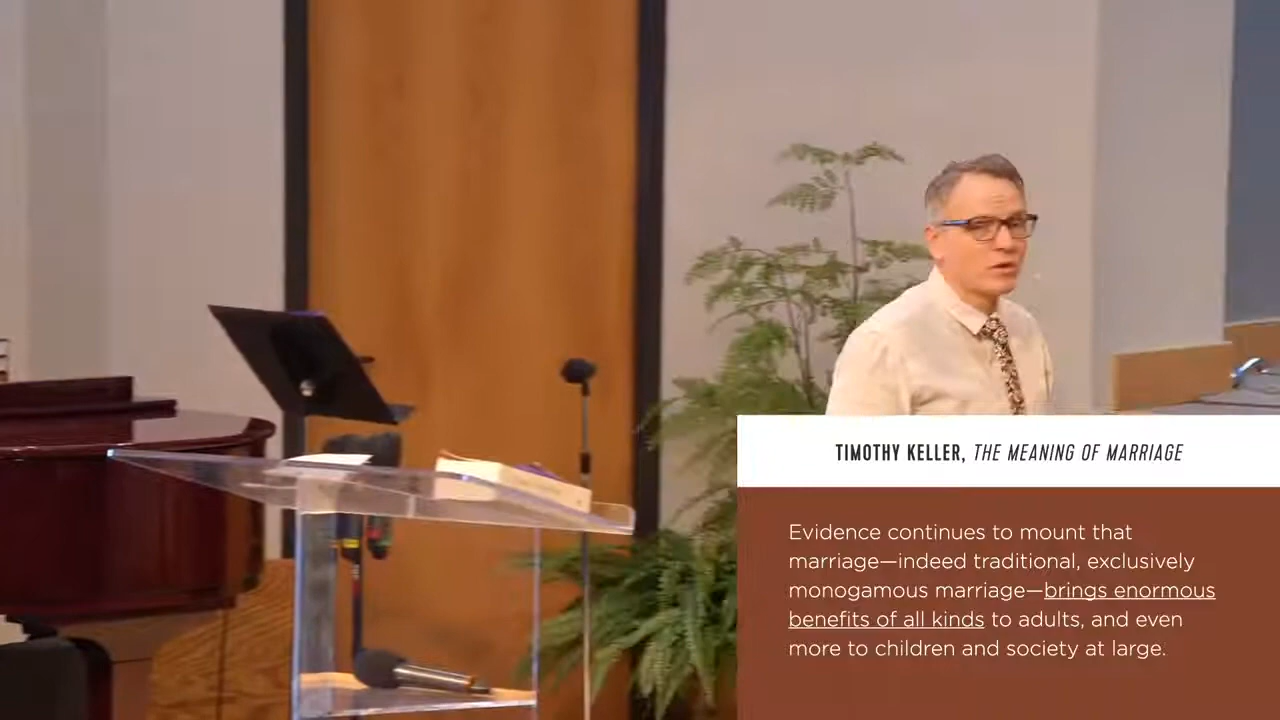 TIMOTHY KELLER, THE MEANING OF MARRIAGE
Evidence continues to mount that
marriage—indeed traditional, exclusively
monogamous marriage—brings enormous
benefits of all kinds to adults, and even
more to children and society at large.